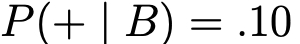 P(+ | B) = .10